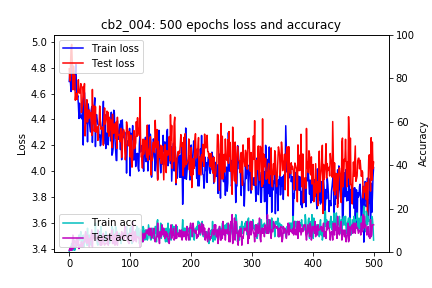 cb2_004: 500 epochs loss and accuracy
Train loss
Test loss
Train acc
Test acc
Loss
Accuracy
5.0
4.8
4.6
4.4
4.2
4.0
3.8
3.6
3.4
100
80
60
40
20
0
0 100 200 300 400 500